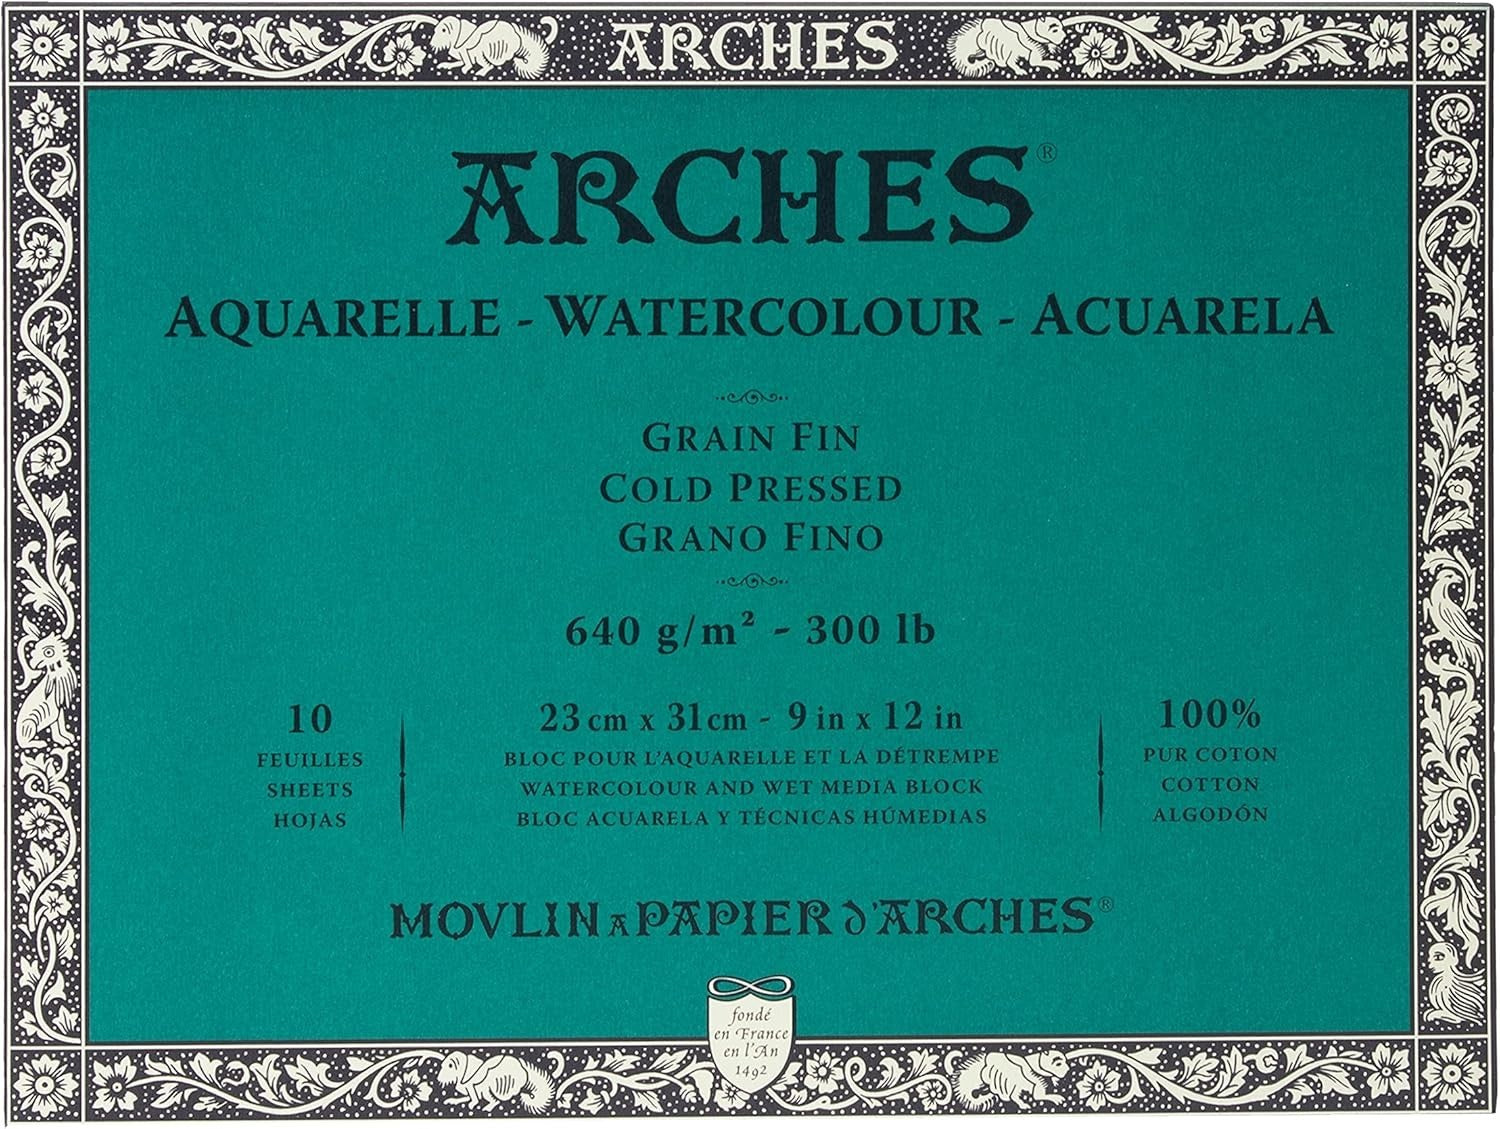 ARCHES
ARCHES®
AQUARELLE - WATERCOLOUR - ACUARELA
GRAIN FIN
COLD PRESSED
GRANO FINO
640 g/m² - 300 lb
10
FEUILLES
SHEETS
HOJAS
23 cm x 31 cm - 9 in x 12 in
BLOC POUR L'AQUARELLE ET LA DÉTREMPE
WATERCOLOUR AND WET MEDIA BLOCK
BLOC ACUARELA Y TÉCNICAS HÚMEDIAS
100%
PUR COTON
COTTON
ALGODÓN
MOVLIN A PAPIER d'ARCHES®
fondé
en France
en l'An
1492